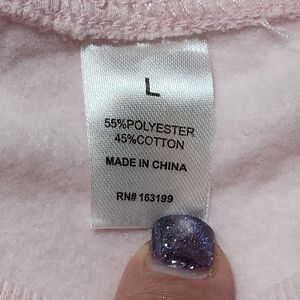 L
55%POLYESTER
45%COTTON
MADE IN CHINA
RN# 163199